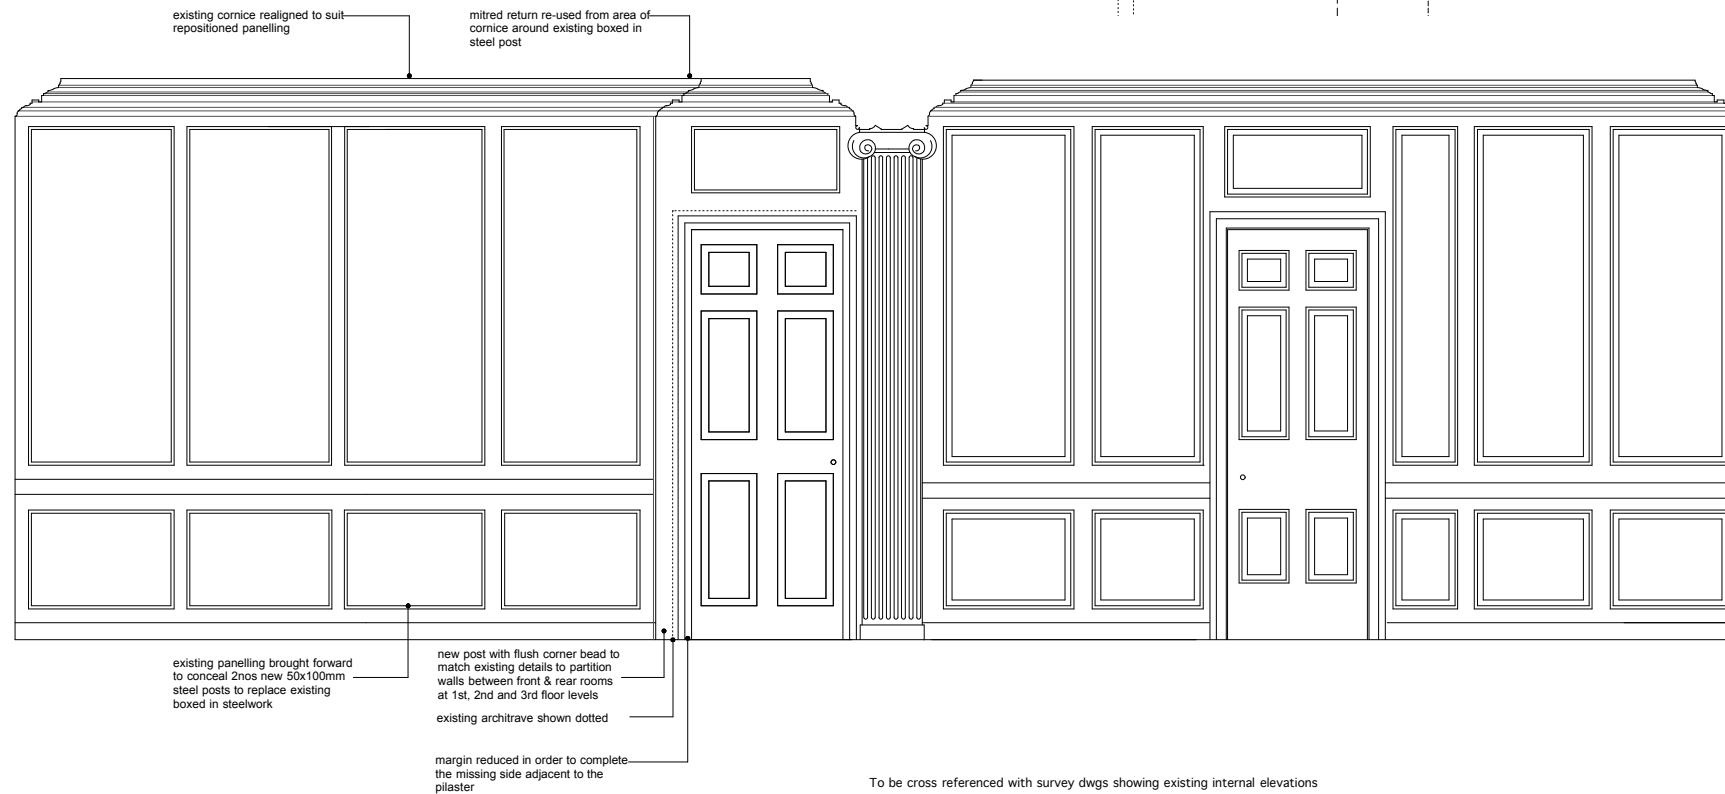 existing cornice realigned to suit
repositioned panelling
mitred return re-used from area of
cornice around existing boxed in
steel post
existing panelling brought forward
to conceal 2nos new 50x100mm
steel posts to replace existing
boxed in steelwork
new post with flush corner bead to
match existing details to partition
walls between front & rear rooms
at 1st, 2nd and 3rd floor levels
existing architrave shown dotted
margin reduced in order to complete
the missing side adjacent to the
pilaster
To be cross referenced with survey dwgs showing existing internal elevations